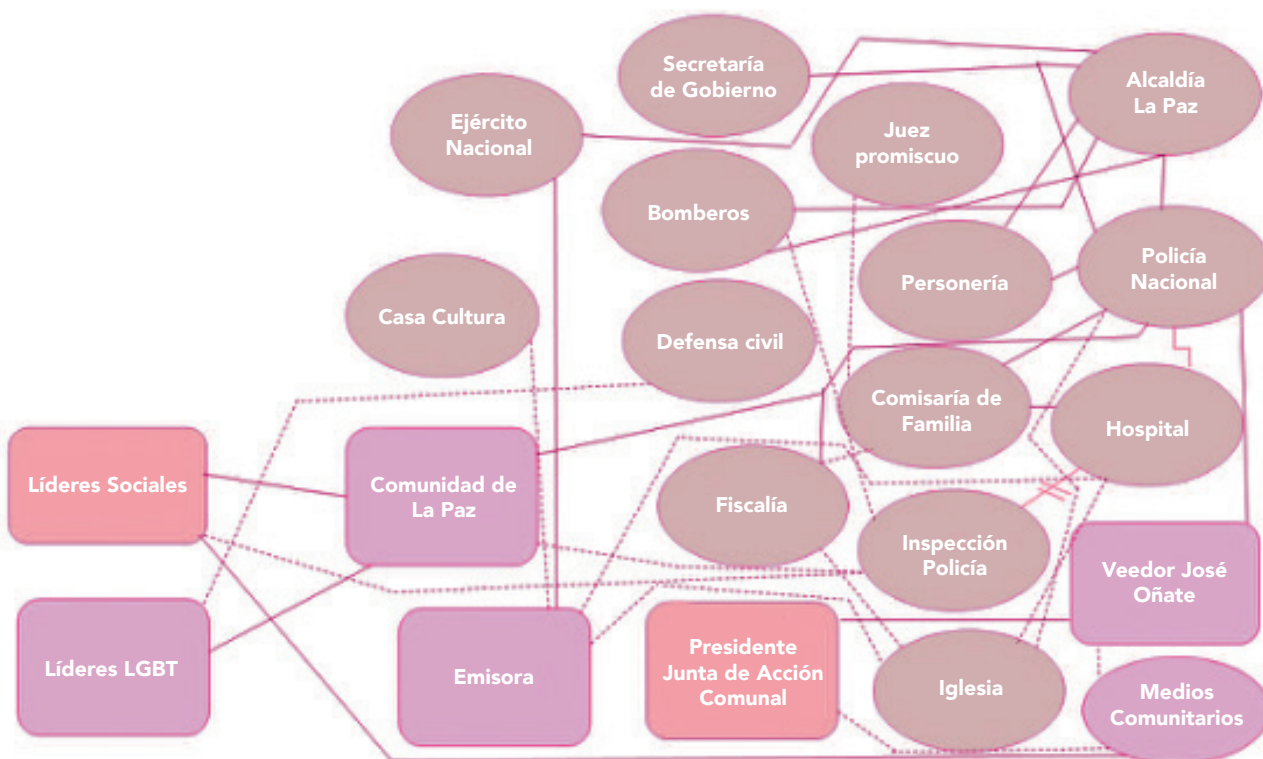 Secretaría
de Gobierno
Alcaldía
La Paz
Ejército
Nacional
Juez
promiscuo
Bomberos
Policía
Nacional
Personería
Casa Cultura
Defensa civil
Comisaría de
Familia
Hospital
Líderes Sociales
Comunidad de
La Paz
Fiscalía
Inspección
Policía
Veedor José
Oñate
Líderes LGBT
Emisora
Presidente
Junta de Acción
Comunal
Iglesia
Medios
Comunitarios